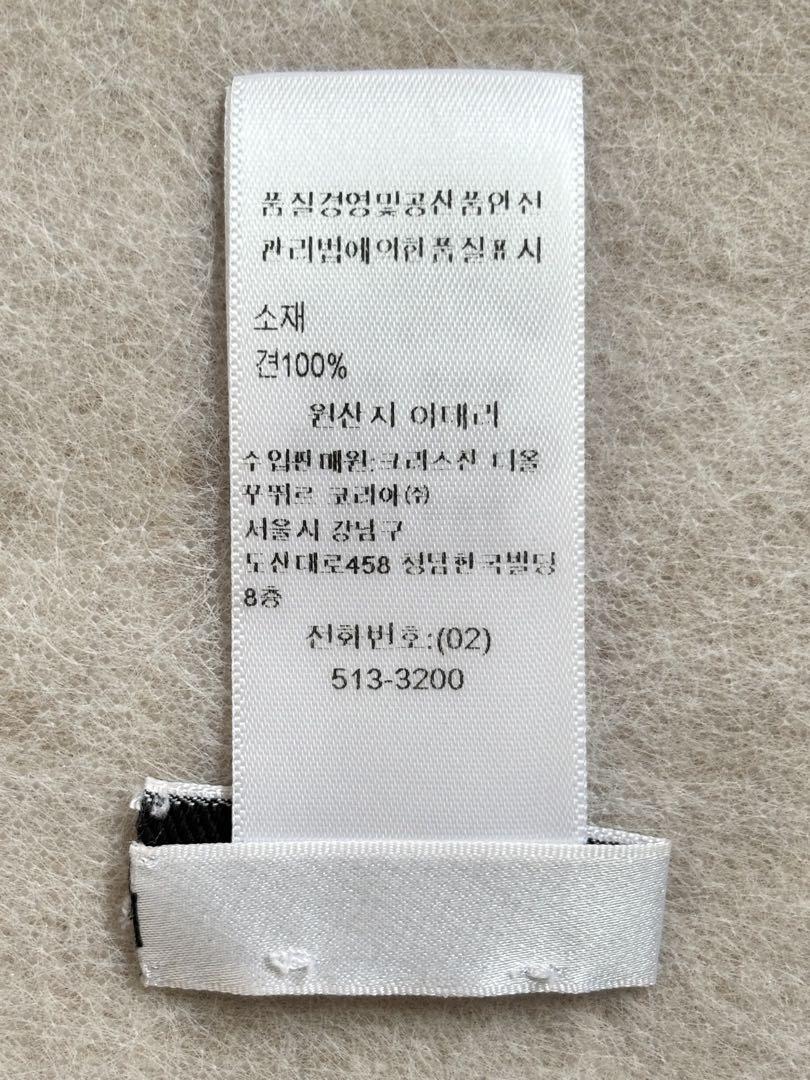 품질경영및공산품안전
관리법에의한품질표시
소재
견100%
원산지 이태리
수입판매원:크리스챤 디올
꾸뛰르 코리아㈜
서울시 강남구
도산대로458 성담한국빌딩
8층
전화번호:(02)
513-3200